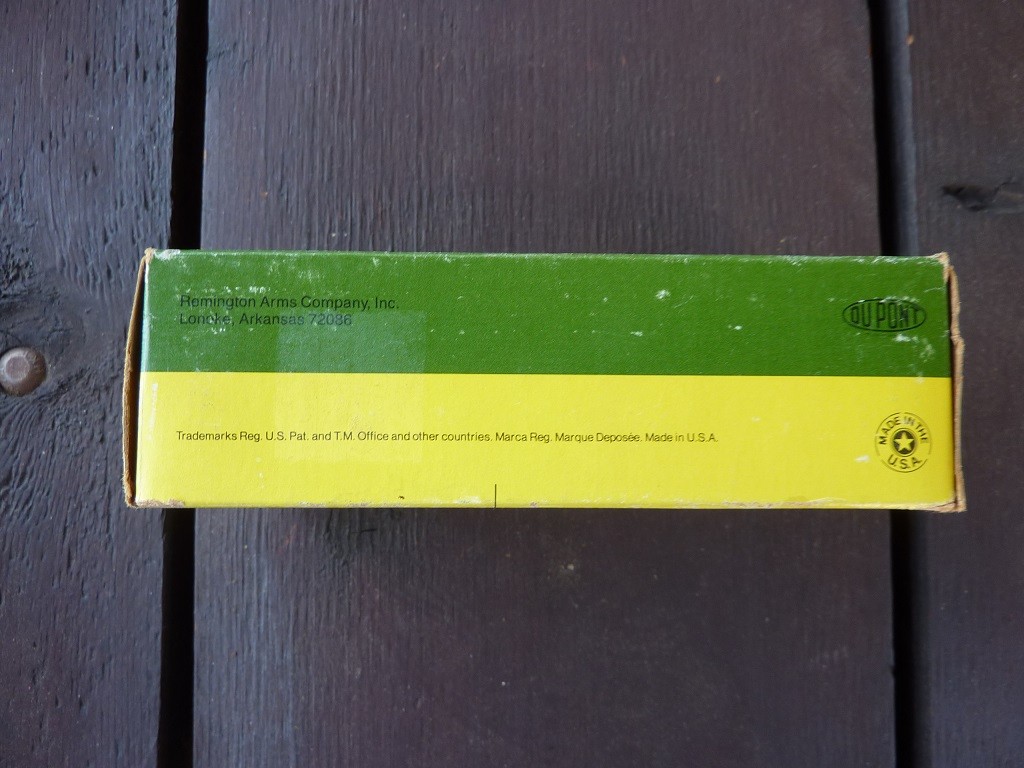 Remington Arms Company, Inc.
Lonoke, Arkansas 72086
DU PONT
Trademarks Reg. U.S. Pat. and T.M. Office and other countries. Marca Reg. Marque Deposée. Made in U.S.A.
MADE IN THE
U.S.A.